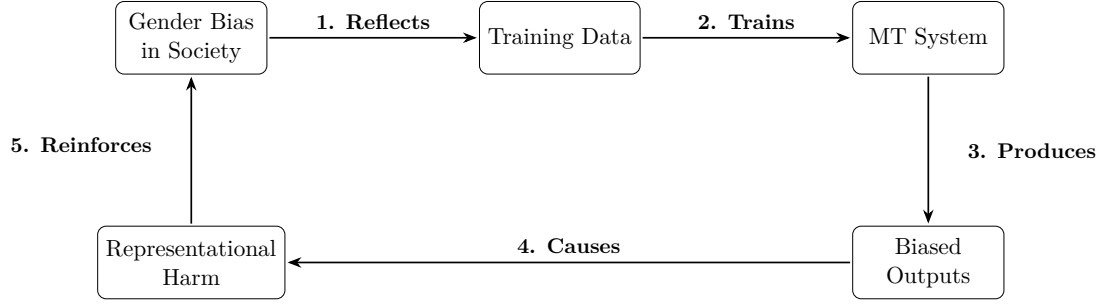 Gender Bias
in Society
1. Reflects
Training Data
2. Trains
MT System
3. Produces
Biased
Outputs
4. Causes
Representational
Harm
5. Reinforces